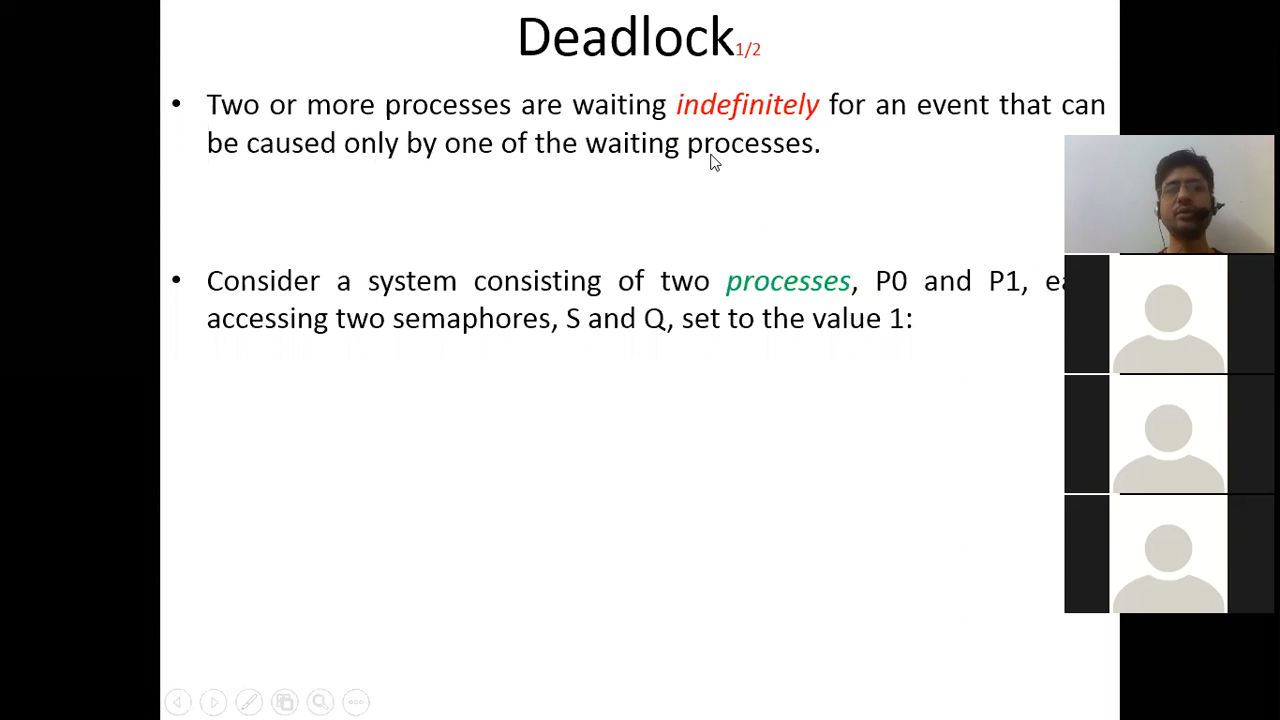 Deadlock1/2
• Two or more processes are waiting indefinitely for an event that can
be caused only by one of the waiting processes.
• Consider a system consisting of two processes, P0 and P1,
accessing two semaphores, S and Q, set to the value 1: